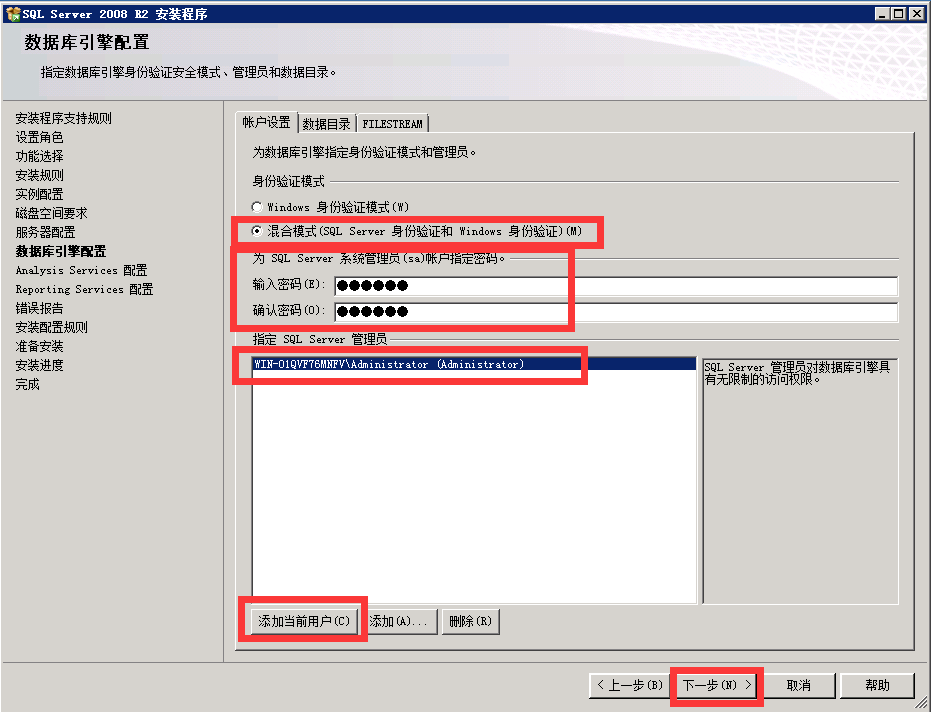 SQL Server 2008 R2 安装程序
数据库引擎配置
指定数据库引擎身份验证安全模式、管理员和数据目录。
安装程序支持规则
设置角色
功能选择
安装规则
实例配置
磁盘空间要求
服务器配置
数据库引擎配置
Analysis Services 配置
Reporting Services 配置
错误报告
安装配置规则
准备安装
安装进度
完成
帐户设置 数据目录 FILESTREAM
为数据库引擎指定身份验证模式和管理员。
身份验证模式
Windows 身份验证模式(W)
混合模式(SQL Server 身份验证和 Windows 身份验证)(M)
为 SQL Server 系统管理员(sa)帐户指定密码。
输入密码(E): ●●●●●●
确认密码(O): ●●●●●●
指定 SQL Server 管理员
WIN-01QVF76MNFV\Administrator (Administrator)
SQL Server 管理员对数据库引擎具
有无限制的访问权限。
添加当前用户(C) 添加(A)... 删除(R)
< 上一步(B) 下一步(N) > 取消 帮助